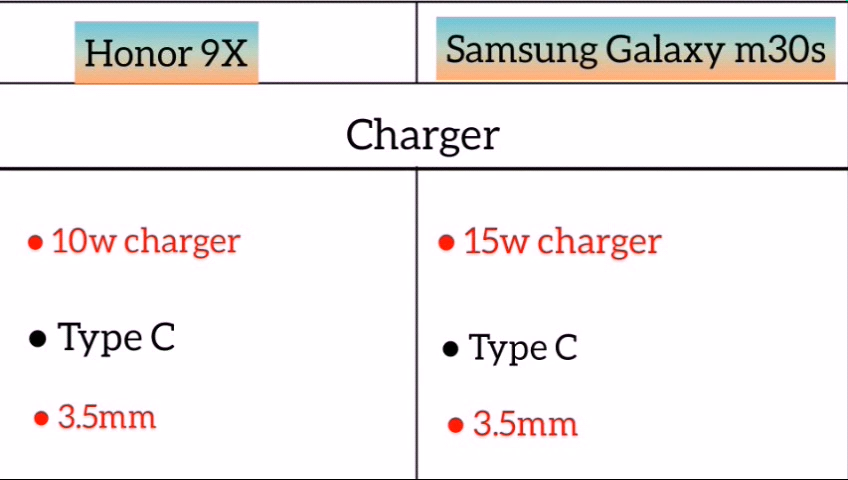 Honor 9X
Samsung Galaxy m30s
Charger
• 10w charger
• 15w charger
• Type C
• Type C
• 3.5mm
• 3.5mm